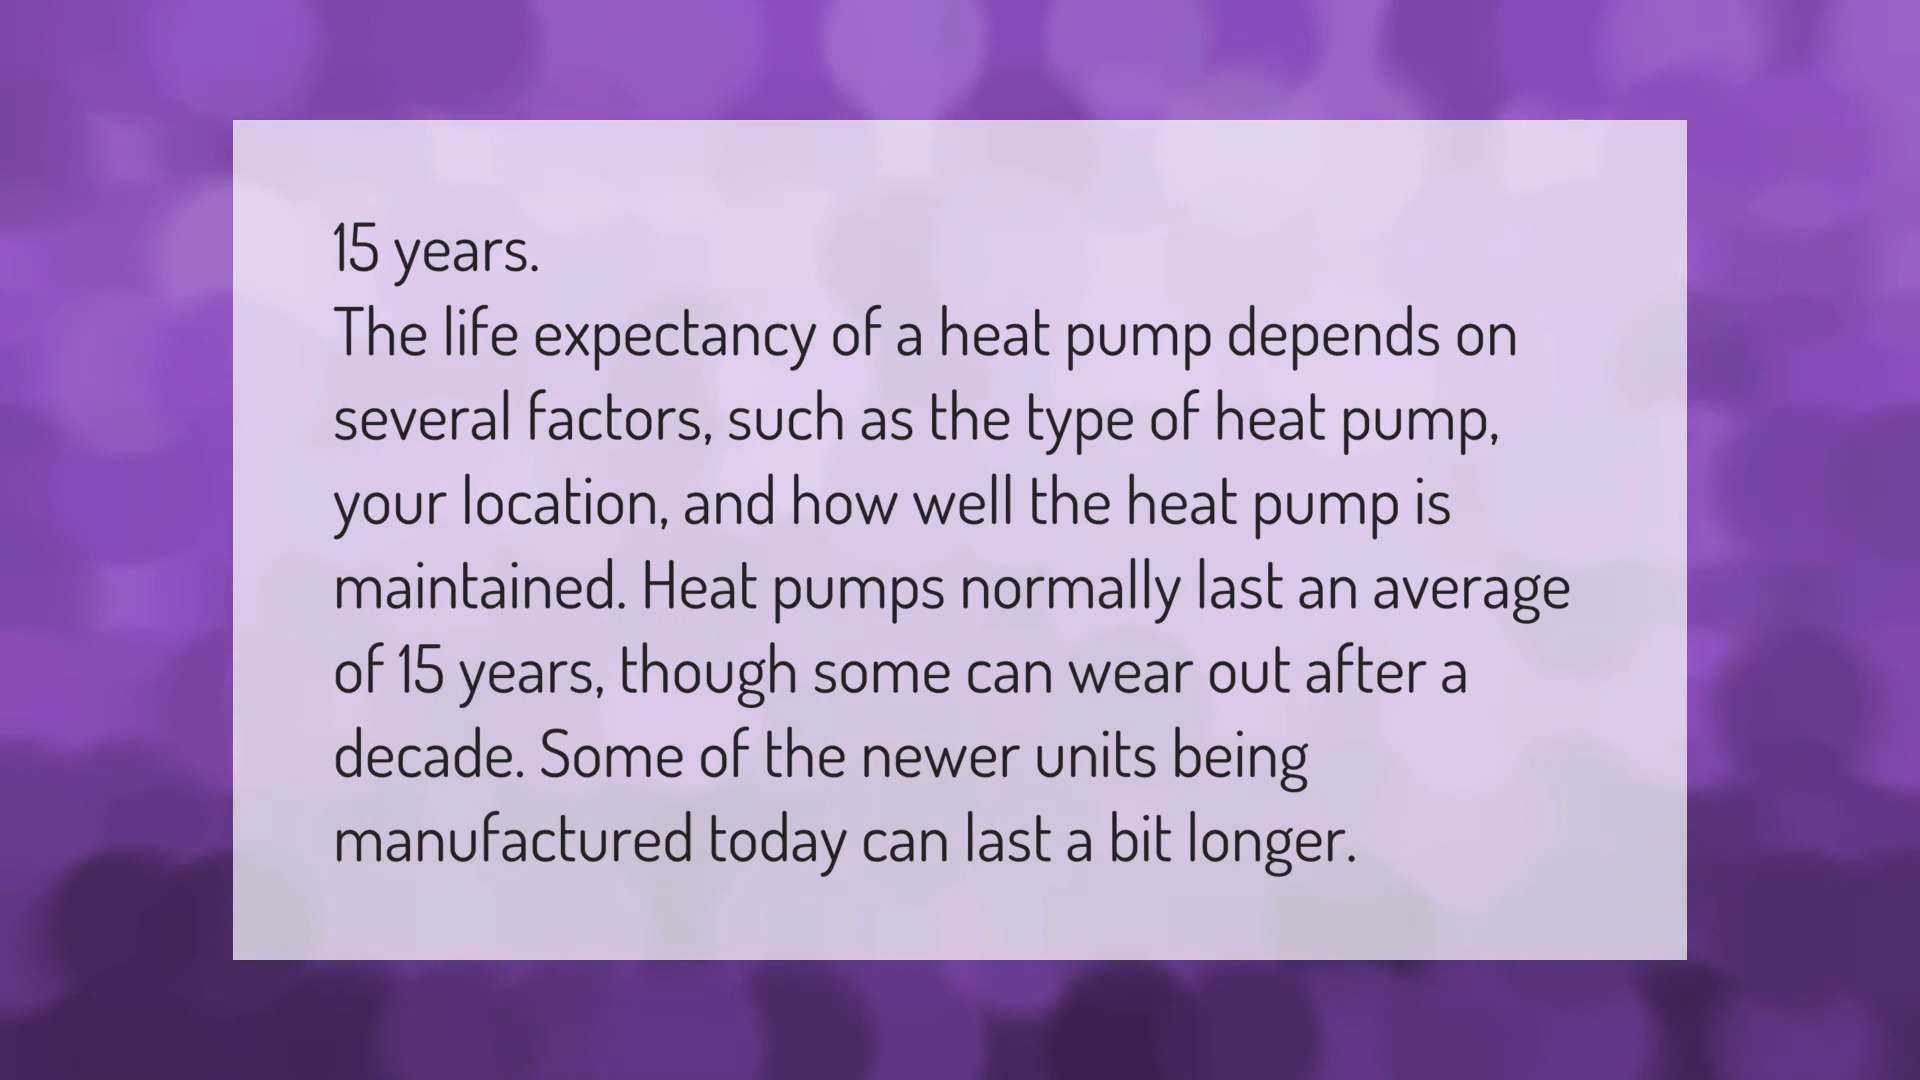 15 years.
The life expectancy of a heat pump depends on
several factors, such as the type of heat pump,
your location, and how well the heat pump is
maintained. Heat pumps normally last an average
of 15 years, though some can wear out after a
decade. Some of the newer units being
manufactured today can last a bit longer.